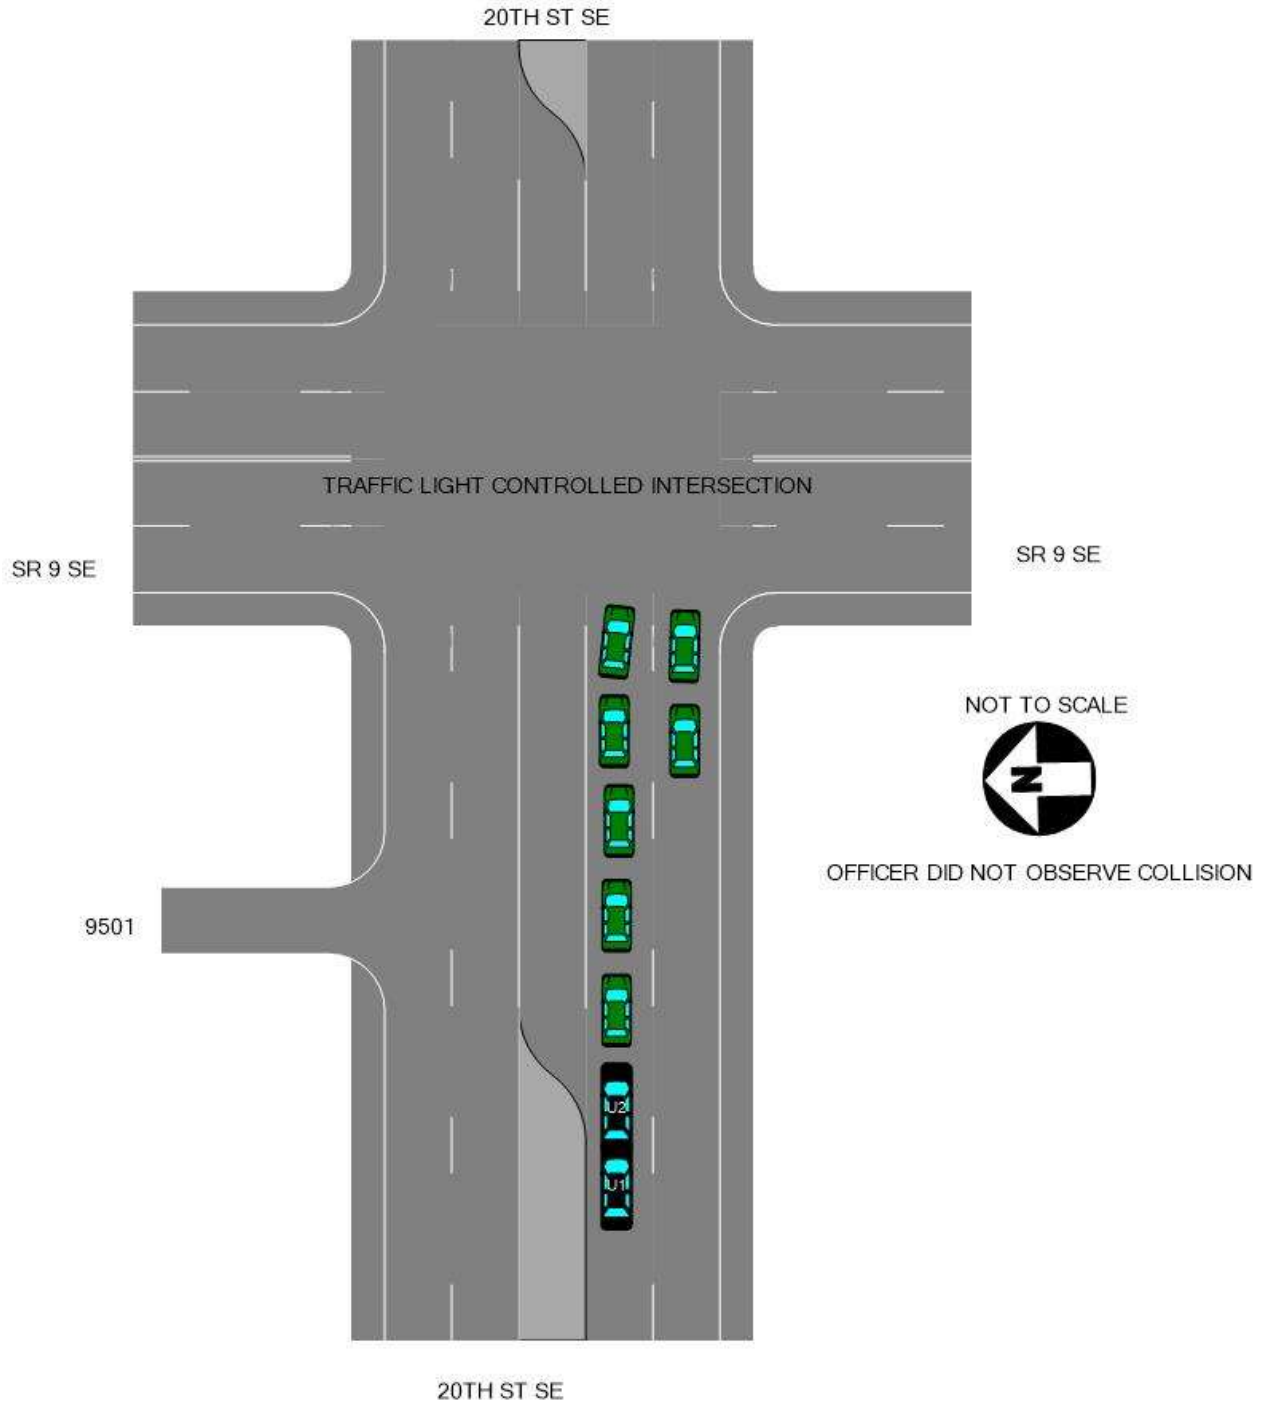 20TH ST SE
TRAFFIC LIGHT CONTROLLED INTERSECTION
SR 9 SE
SR 9 SE
NOT TO SCALE
N
OFFICER DID NOT OBSERVE COLLISION
9501
U2
U1
20TH ST SE